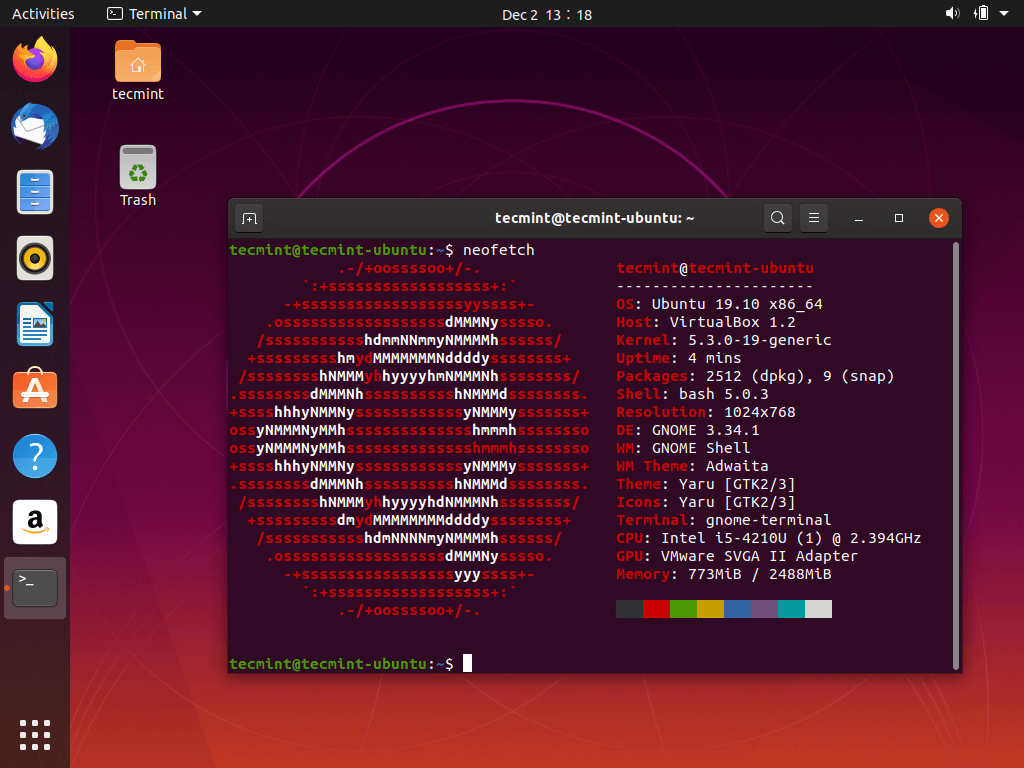 Activities
Terminal
Dec 2 13 : 18
tecmint
Trash
tecmint@tecmint-ubuntu: ~
tecmint@tecmint-ubuntu:~$ neofetch
.-/+oossssoo+/-.
`:+ssssssssssssssssss+:`
-+ssssssssssssssssssyyssss+-
.ossssssssssssssssssdMMMNysssso.
/ssssssssssshdmmNNmmyNMMMMhssssss/
+ssssssssshmydMMMMMMMNddddyssssssss+
/sssssssshNMMMyhhyyyyhmNMMMNhssssssss/
.ssssssssdMMMNhsssssssssshNMMMdssssssss.
+sssshhhyNMMNyssssssssssssyNMMMysssssss+
ossyNMMMNyMMhsssssssssssssshmmmhssssssso
ossyNMMMNyMMhsssssssssssssshmmmhssssssso
+sssshhhyNMMNyssssssssssssyNMMMysssssss+
.ssssssssdMMMNhsssssssssshNMMMdssssssss.
/sssssssshNMMMyhhyyyyhdNMMMNhssssssss/
+sssssssssdmydMMMMMMMMddddyssssssss+
/ssssssssssshdmNNNNmyNMMMMhssssss/
.ossssssssssssssssssdMMMNysssso.
-+sssssssssssssssssyyyssss+-
`:+ssssssssssssssssss+:`
.-/+oossssoo+/-.
tecmint@tecmint-ubuntu
----------------------
OS: Ubuntu 19.10 x86_64
Host: VirtualBox 1.2
Kernel: 5.3.0-19-generic
Uptime: 4 mins
Packages: 2512 (dpkg), 9 (snap)
Shell: bash 5.0.3
Resolution: 1024x768
DE: GNOME 3.34.1
WM: GNOME Shell
WM Theme: Adwaita
Theme: Yaru [GTK2/3]
Icons: Yaru [GTK2/3]
Terminal: gnome-terminal
CPU: Intel i5-4210U (1) @ 2.394GHz
GPU: VMware SVGA II Adapter
Memory: 773MiB / 2488MiB
tecmint@tecmint-ubuntu:~$